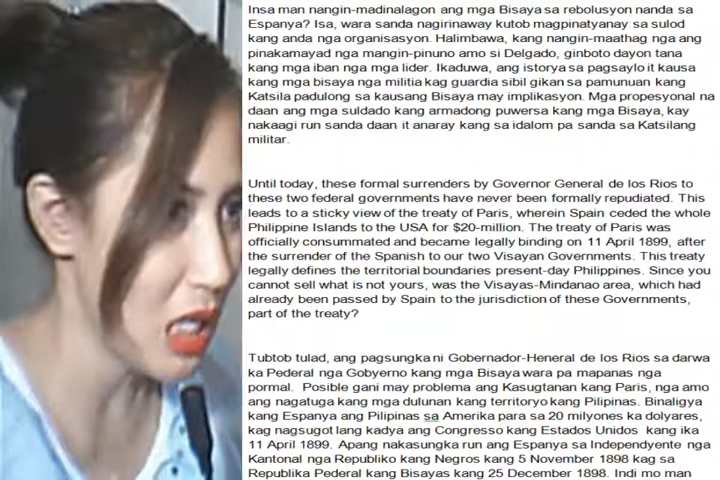 Insa man nangin-madinalagon ang mga Bisaya sa rebolusyon nanda sa
Espanya? Isa, wara sanda nagirinaway kutob magpinatyanay sa sulod
kang anda nga organisasyon. Halimbawa, kang nangin-maathag nga ang
pinakamayad nga mangin-pinuno amo si Delgado, ginboto dayon tana
kang mga iban nga mga lider. Ikaduwa, ang istorya sa pagsaylo it kausa
kang mga bisaya nga militia kag guardia sibil gikan sa pamunuan kang
Katsila padulong sa kausang Bisaya may implikasyon. Mga propesyonal na
daan ang mga suldado kang armadong puwersa kang mga Bisaya, kay
nakaagi run sanda daan it anaray kang sa idalom pa sanda sa Katsilang
militar.
Until today, these formal surrenders by Governor General de los Rios to
these two federal governments have never been formally repudiated. This
leads to a sticky view of the treaty of Paris, wherein Spain ceded the whole
Philippine Islands to the USA for $20-million. The treaty of Paris was
officially consummated and became legally binding on 11 April 1899, after
the surrender of the Spanish to our two Visayan Governments. This treaty
legally defines the territorial boundaries present-day Philippines. Since you
cannot sell what is not yours, was the Visayas-Mindanao area, which had
already been passed by Spain to the jurisdiction of these Governments,
part of the treaty?
Tubtob tulad, ang pagsungka ni Gobernador-Heneral de los Rios sa darwa
ka Pederal nga Gobyerno kang mga Bisaya wara pa mapanas nga
pormal. Posible gani may problema ang Kasugtanan kang Paris, nga amo
ang nagatuga kang mga dulunan kang territoryo kang Pilipinas. Binaligya
kang Espanya ang Pilipinas sa Amerika para sa 20 milyones ka dolyares,
kag nagsugot lang kadya ang Congresso kang Estados Unidos kang ika
11 April 1899. Apang nakasungka run ang Espanya sa Independyente nga
Kantonal nga Republiko kang Negros kang 5 November 1898 kag sa
Republika Pederal kang Bisayas kang 25 December 1898. Indi mo man